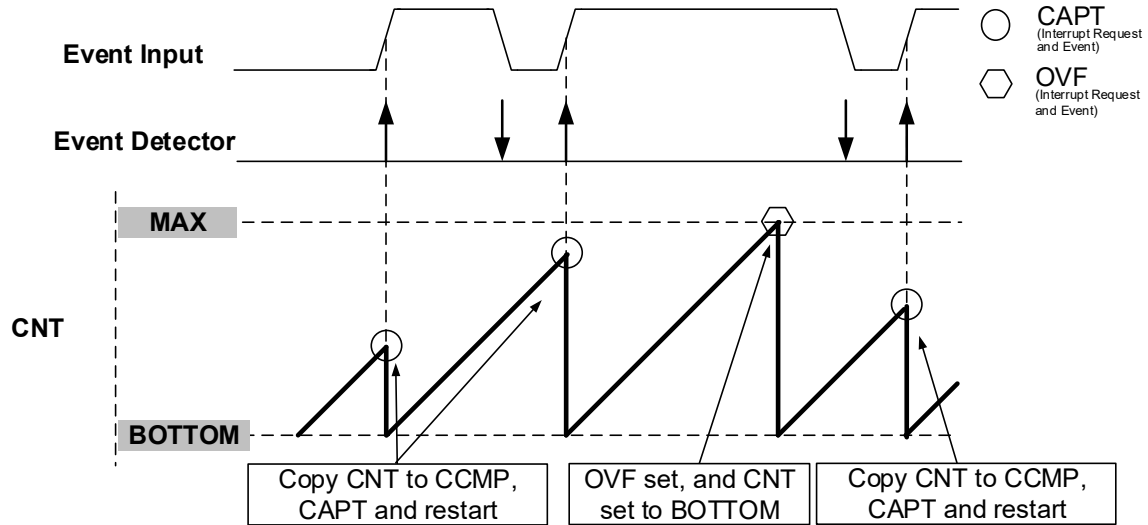 CAPT
(Interrupt Request
and Event)
Event Input
OVF
(Interrupt Request
and Event)
Event Detector
MAX
CNT
BOTTOM
Copy CNT to CCMP,
CAPT and restart
OVF set, and CNT
set to BOTTOM
Copy CNT to CCMP,
CAPT and restart